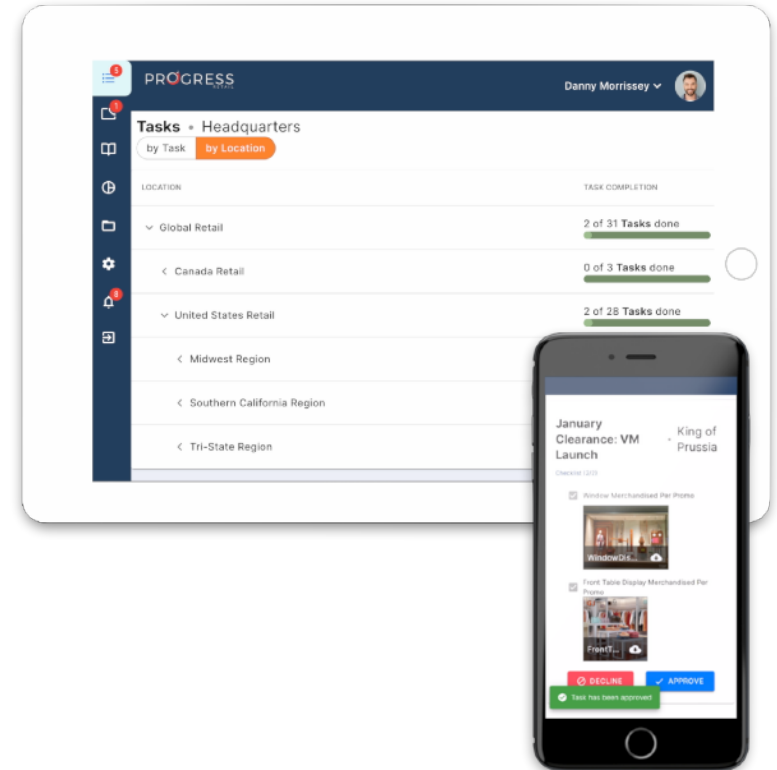 5
PROGRESS
RETAIL
Danny Morrissey
1
Tasks • Headquarters
by Task by Location
LOCATION TASK COMPLETION
Global Retail 2 of 31 Tasks done
Canada Retail 0 of 3 Tasks done
United States Retail 2 of 28 Tasks done
8
Midwest Region
Southern California Region
Tri-State Region
January
Clearance: VM
Launch
· King of
Prussia
Window Merchandised Per Promo
WindowDis...
Front Table Display Merchandised Per
Promo
FrontT...
DECLINE APPROVE
Task has been approved